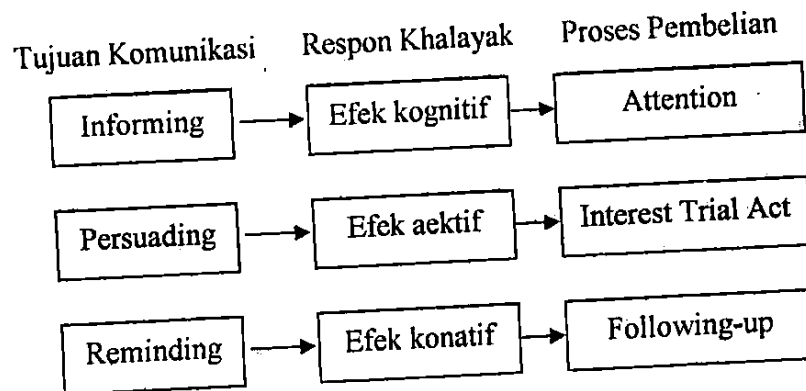 Tujuan Komunikasi Respon Khalayak Proses Pembelian
Informing Efek kognitif Attention
Persuading Efek aektif Interest Trial Act
Reminding Efek konatif Following-up